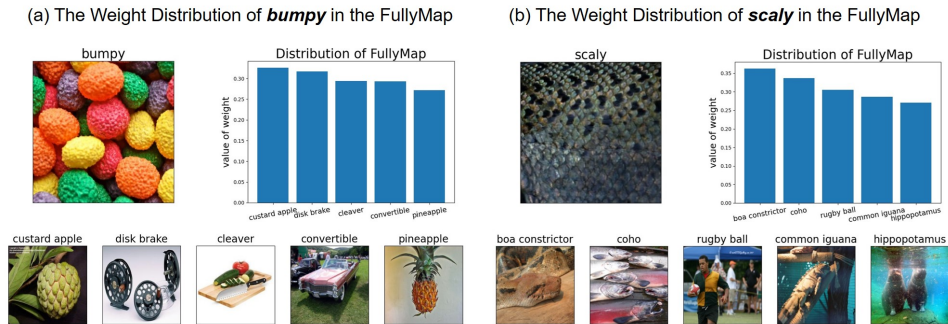 (a) The Weight Distribution of bumpy in the FullyMap
bumpy
Distribution of FullyMap
value of weight
0.30
0.25
0.20
0.15
0.10
0.05
0.00
custard apple
disk brake
cleaver
convertible
pineapple
custard apple
disk brake
cleaver
convertible
pineapple
(b) The Weight Distribution of scaly in the FullyMap
scaly
Distribution of FullyMap
value of weight
0.35
0.30
0.25
0.20
0.15
0.10
0.05
0.00
boa constrictor
coho
rugby ball
common iguana
hippopotamus
boa constrictor
coho
rugby ball
common iguana
hippopotamus